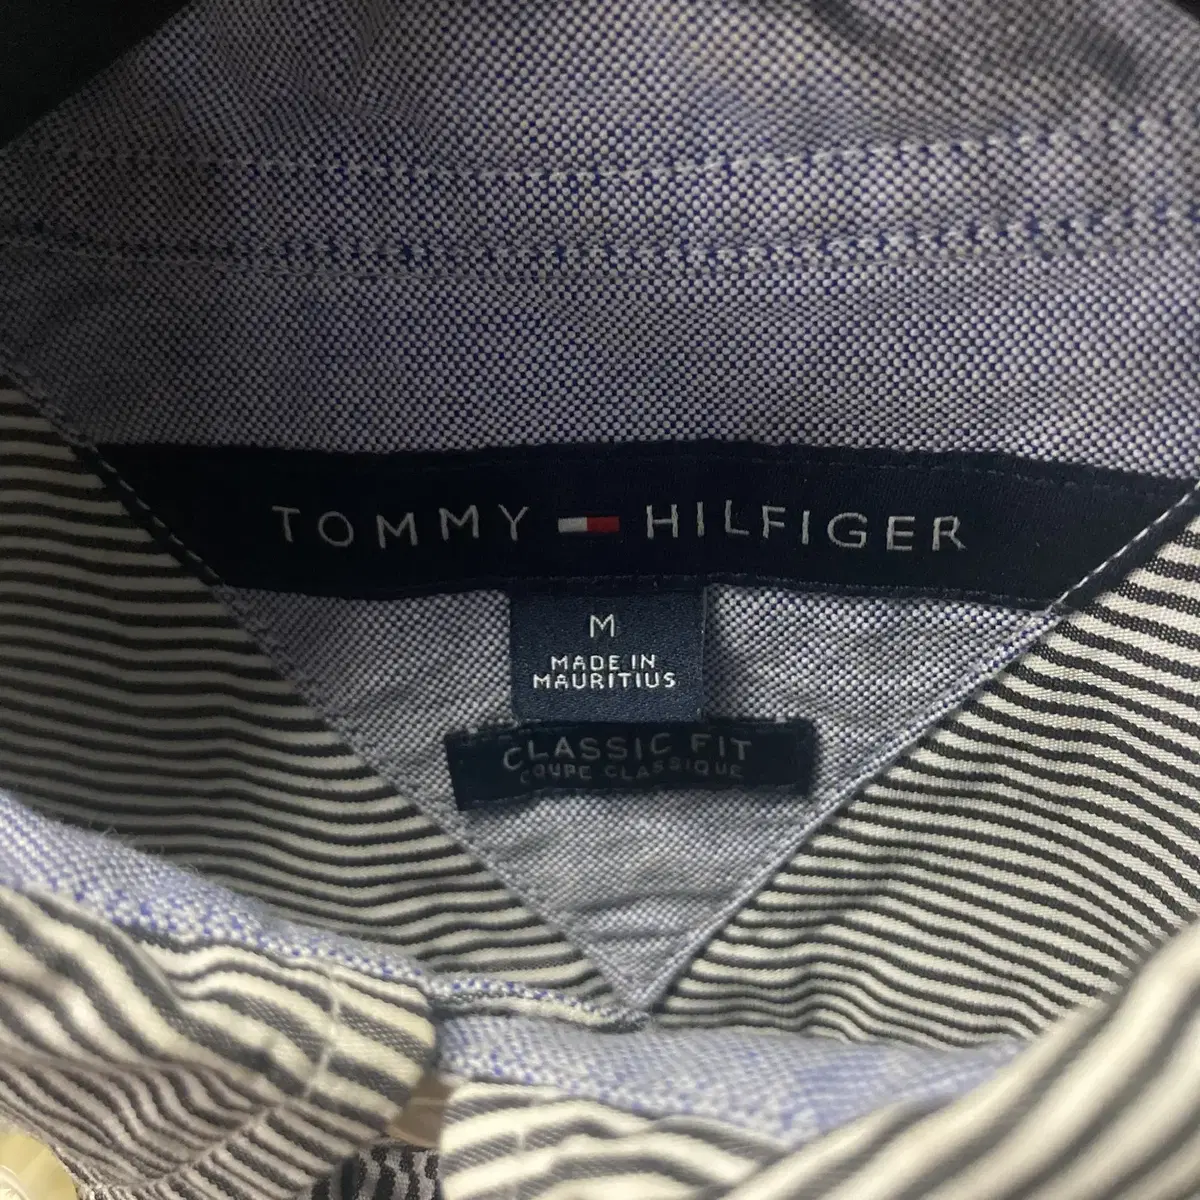 TOMMY HILFIGER
M
MADE IN
MAURITIUS
CLASSIC FIT
COUPE CLASSIQUE